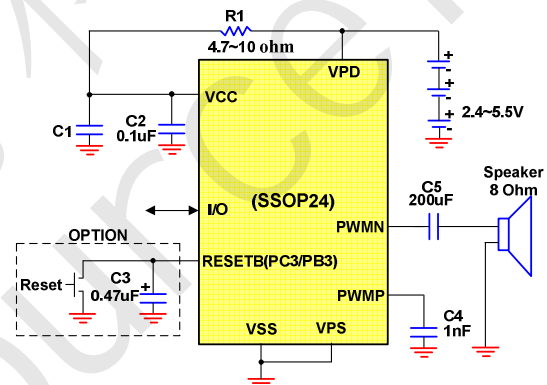 R1
4.7~10 ohm
VPD
VCC
C1
C2
0.1uF
+
-
+
-
+
-
2.4~5.5V
I/O
(SSOP24)
OPTION
Reset
C3
0.47uF
+
RESETB(PC3/PB3)
PWMN
C5
200uF
Speaker
8 Ohm
PWMP
C4
1nF
VSS
VPS